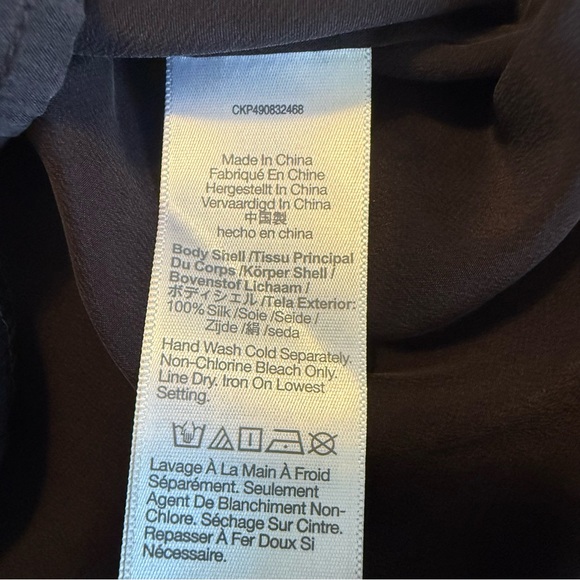 CKP490832468
Made In China
Fabriqué En Chine
Hergestellt In China
Vervaardigd In China
中国製
hecho en china
Body Shell /Tissu Principal
Du Corps /Körper Shell /
Bovenstof Lichaam /
ボディシェル /Tela Exterior:
100% Silk /Soie /Seide /
Zijde /絹 /seda
Hand Wash Cold Separately.
Non-Chlorine Bleach Only.
Line Dry. Iron On Lowest
Setting.
Lavage À La Main À Froid
Séparément. Seulement
Agent De Blanchiment Non-
Chlore. Séchage Sur Cintre.
Repasser À Fer Doux Si
Nécessaire.